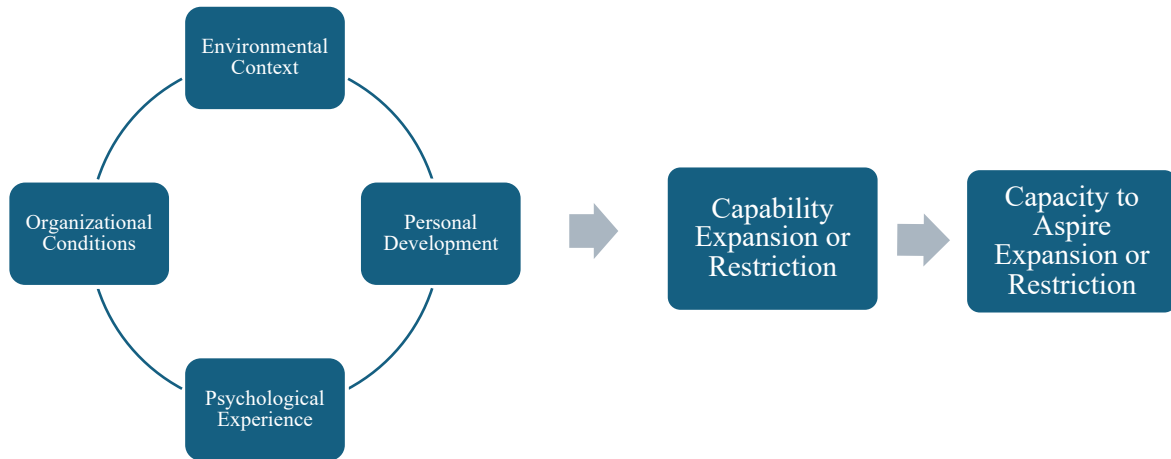 Environmental
Context
Organizational
Conditions
Personal
Development
Psychological
Experience
Capability
Expansion or
Restriction
Capacity to
Aspire
Expansion or
Restriction